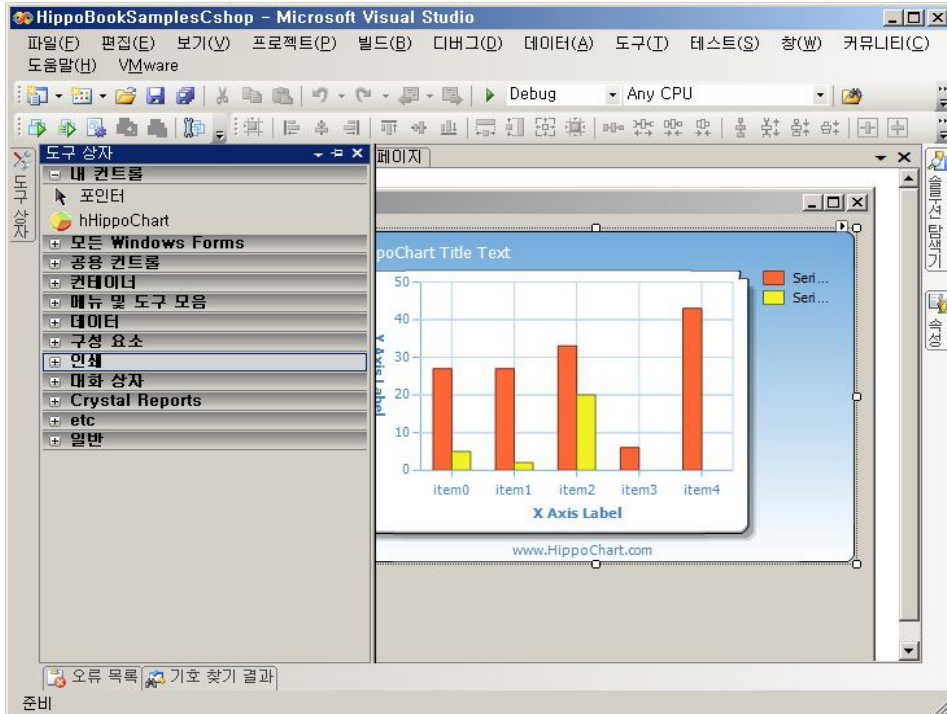 HippoBookSamplesCshop - Microsoft Visual Studio
파일(F) 편집(E) 보기(V) 프로젝트(P) 빌드(B) 디버그(D) 데이터(A) 도구(T) 테스트(S) 창(W) 커뮤니티(C)
도움말(H) VMware
Debug Any CPU
도구 상자
도구 상자
페이지
내 컨트롤
포인터
hHippoChart
모든 Windows Forms
공용 컨트롤
컨테이너
메뉴 및 도구 모음
데이터
구성 요소
인쇄
대화 상자
Crystal Reports
etc
일반
poChart Title Text
Seri...
Seri...
Y Axis Label
50
40
30
20
10
0
item0 item1 item2 item3 item4
X Axis Label
www.HippoChart.com
솔루션 탐색기
속성
오류 목록 기호 찾기 결과
준비